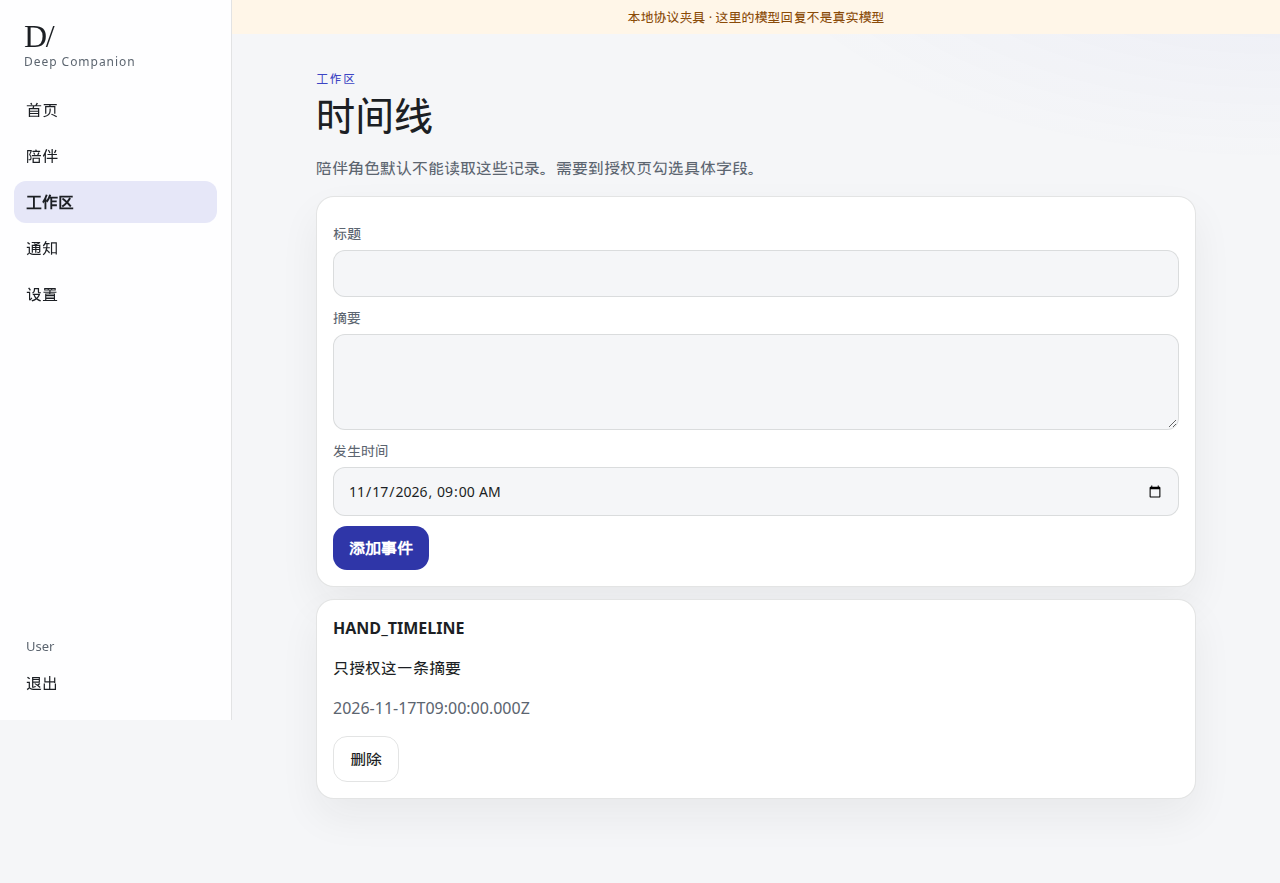 D/
Deep Companion
首页
陪伴
工作区
通知
设置
User
退出
本地协议夹具 · 这里的模型回复不是真实模型
工作区
时间线
陪伴角色默认不能读取这些记录。需要到授权页勾选具体字段。
标题
摘要
发生时间
11/17/2026, 09:00 AM
添加事件
HAND_TIMELINE
只授权这一条摘要
2026-11-17T09:00:00.000Z
删除